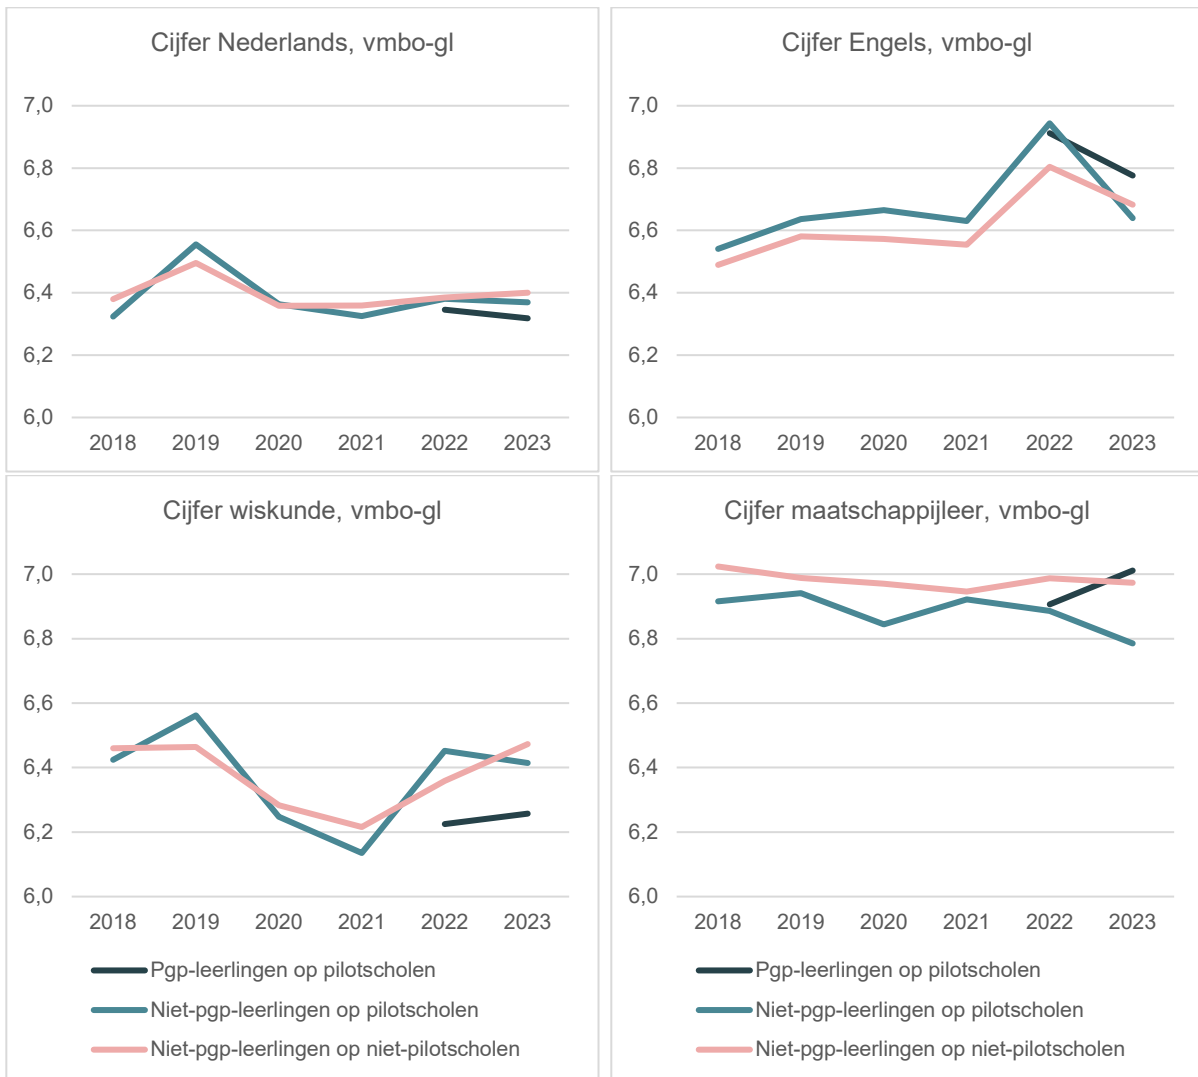 Cijfer Nederlands, vmbo-gl
7,0
6,8
6,6
6,4
6,2
6,0
2018 2019 2020 2021 2022 2023
Cijfer Engels, vmbo-gl
7,0
6,8
6,6
6,4
6,2
6,0
2018 2019 2020 2021 2022 2023
Cijfer wiskunde, vmbo-gl
7,0
6,8
6,6
6,4
6,2
6,0
2018 2019 2020 2021 2022 2023
Pgp-leerlingen op pilotscholen
Niet-pgp-leerlingen op pilotscholen
Niet-pgp-leerlingen op niet-pilotscholen
Cijfer maatschappijleer, vmbo-gl
7,0
6,8
6,6
6,4
6,2
6,0
2018 2019 2020 2021 2022 2023
Pgp-leerlingen op pilotscholen
Niet-pgp-leerlingen op pilotscholen
Niet-pgp-leerlingen op niet-pilotscholen